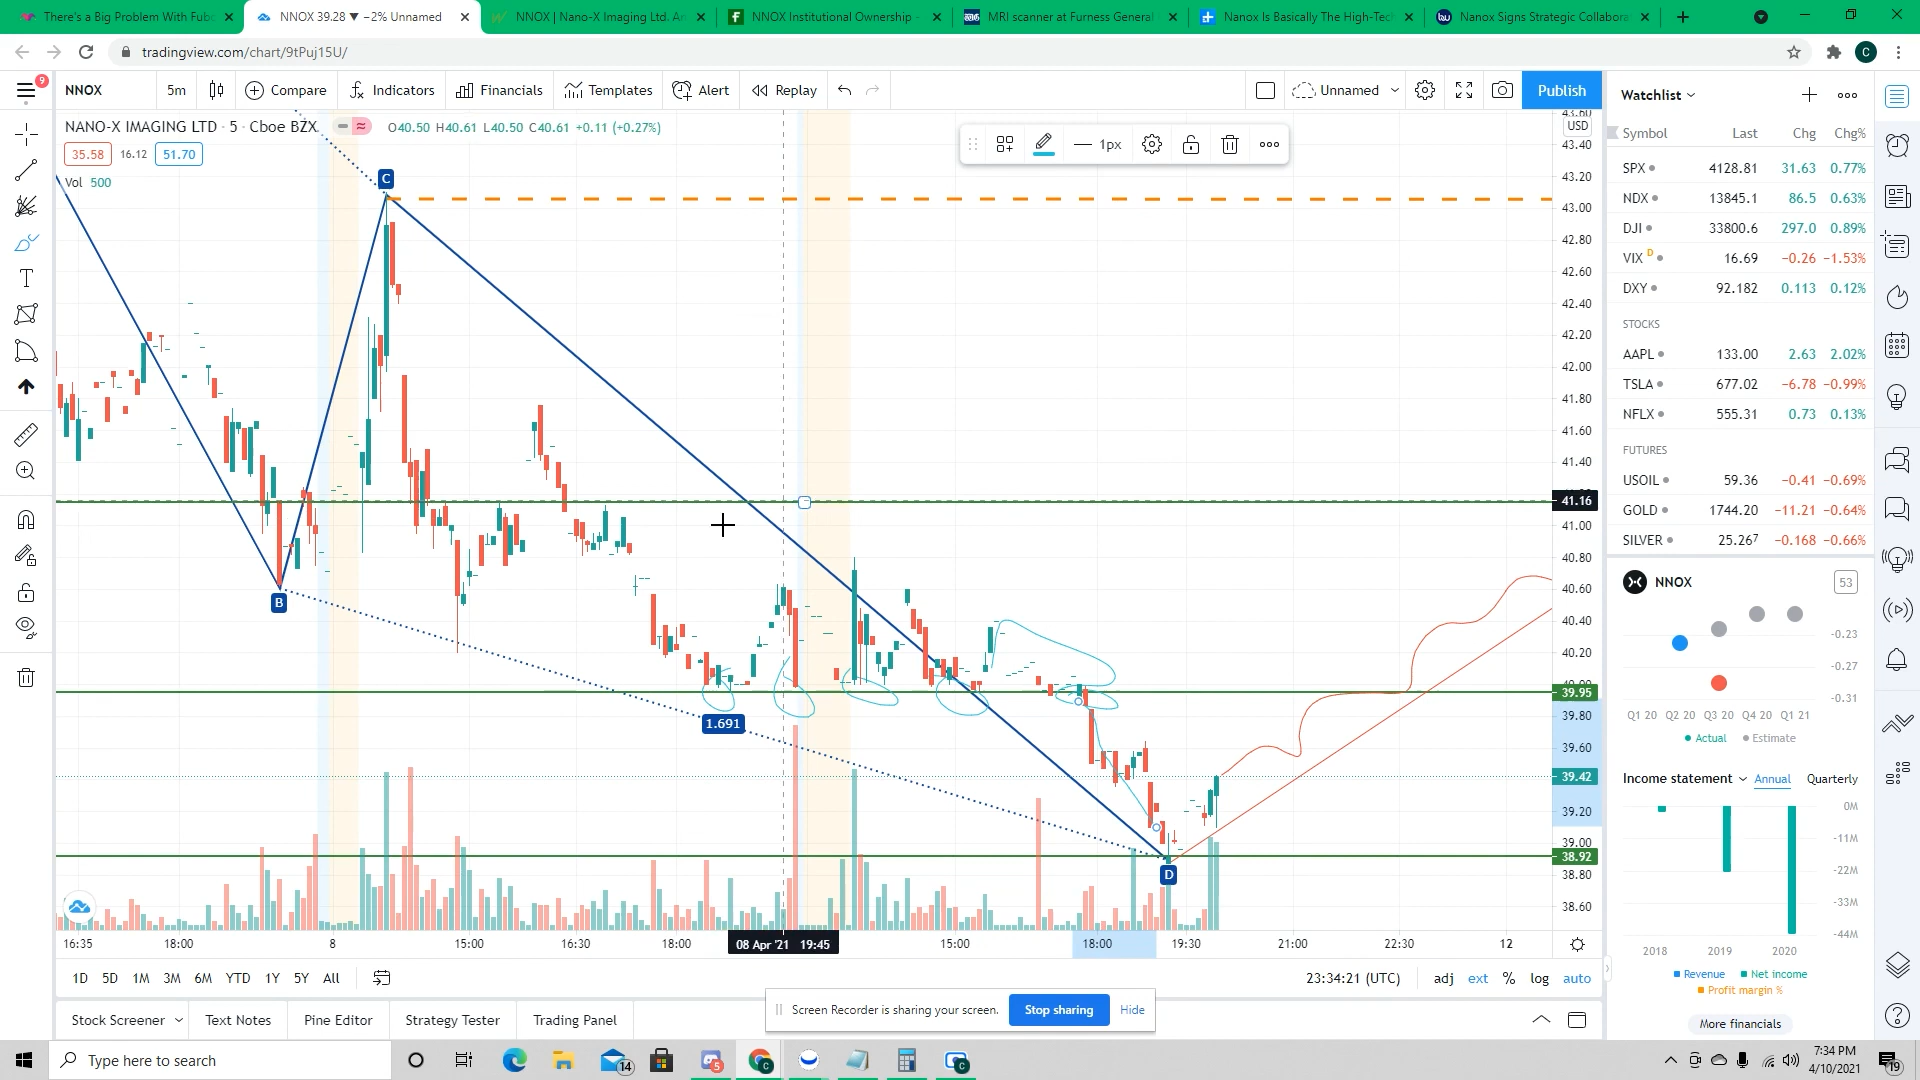 There's a Big Problem With Fubo
NNOX 39.28 ▼ −2% Unnamed
NNOX | Nano-X Imaging Ltd. An
NNOX Institutional Ownership -
MRI scanner at Furness General
Nanox Is Basically The High-Tech
Nanox Signs Strategic Collabora
tradingview.com/chart/9tPuj15U/
C
9
NNOX
5m
Compare
Indicators
Financials
Templates
Alert
Replay
Unnamed
Publish
NANO-X IMAGING LTD · 5 · Cboe BZX
O40.50 H40.61 L40.50 C40.61 +0.11 (+0.27%)
35.58
16.12
51.70
Vol 500
1px
USD
43.60
43.40
43.20
43.00
42.80
42.60
42.40
42.20
42.00
41.80
41.60
41.40
41.16
41.00
40.80
40.60
40.40
40.20
40.00
39.95
39.80
39.60
39.42
39.20
39.00
38.92
38.80
38.60
C
B
1.691
D
16:35
18:00
8
15:00
16:30
18:00
08 Apr '21 19:45
15:00
18:00
19:30
21:00
22:30
12
1D
5D
1M
3M
6M
YTD
1Y
5Y
All
23:34:21 (UTC)
adj
ext
%
log
auto
Stock Screener
Text Notes
Pine Editor
Strategy Tester
Trading Panel
Screen Recorder is sharing your screen.
Stop sharing
Hide
Watchlist
Symbol Last Chg Chg%
SPX 4128.81 31.63 0.77%
NDX 13845.1 86.5 0.63%
DJI 33800.6 297.0 0.89%
VIX D 16.69 −0.26 −1.53%
DXY 92.182 0.113 0.12%
STOCKS
AAPL 133.00 2.63 2.02%
TSLA 677.02 −6.78 −0.99%
NFLX 555.31 0.73 0.13%
FUTURES
USOIL 59.36 −0.41 −0.69%
GOLD 1744.20 −11.21 −0.64%
SILVER 25.267 −0.168 −0.66%
NNOX
53
-0.23
-0.27
-0.31
Q1 20 Q2 20 Q3 20 Q4 20 Q1 21
Actual Estimate
Income statement Annual Quarterly
0M
-11M
-22M
-33M
-44M
2018 2019 2020
Revenue Net income
Profit margin %
More financials
Type here to search
14
5
7:34 PM
4/10/2021
19